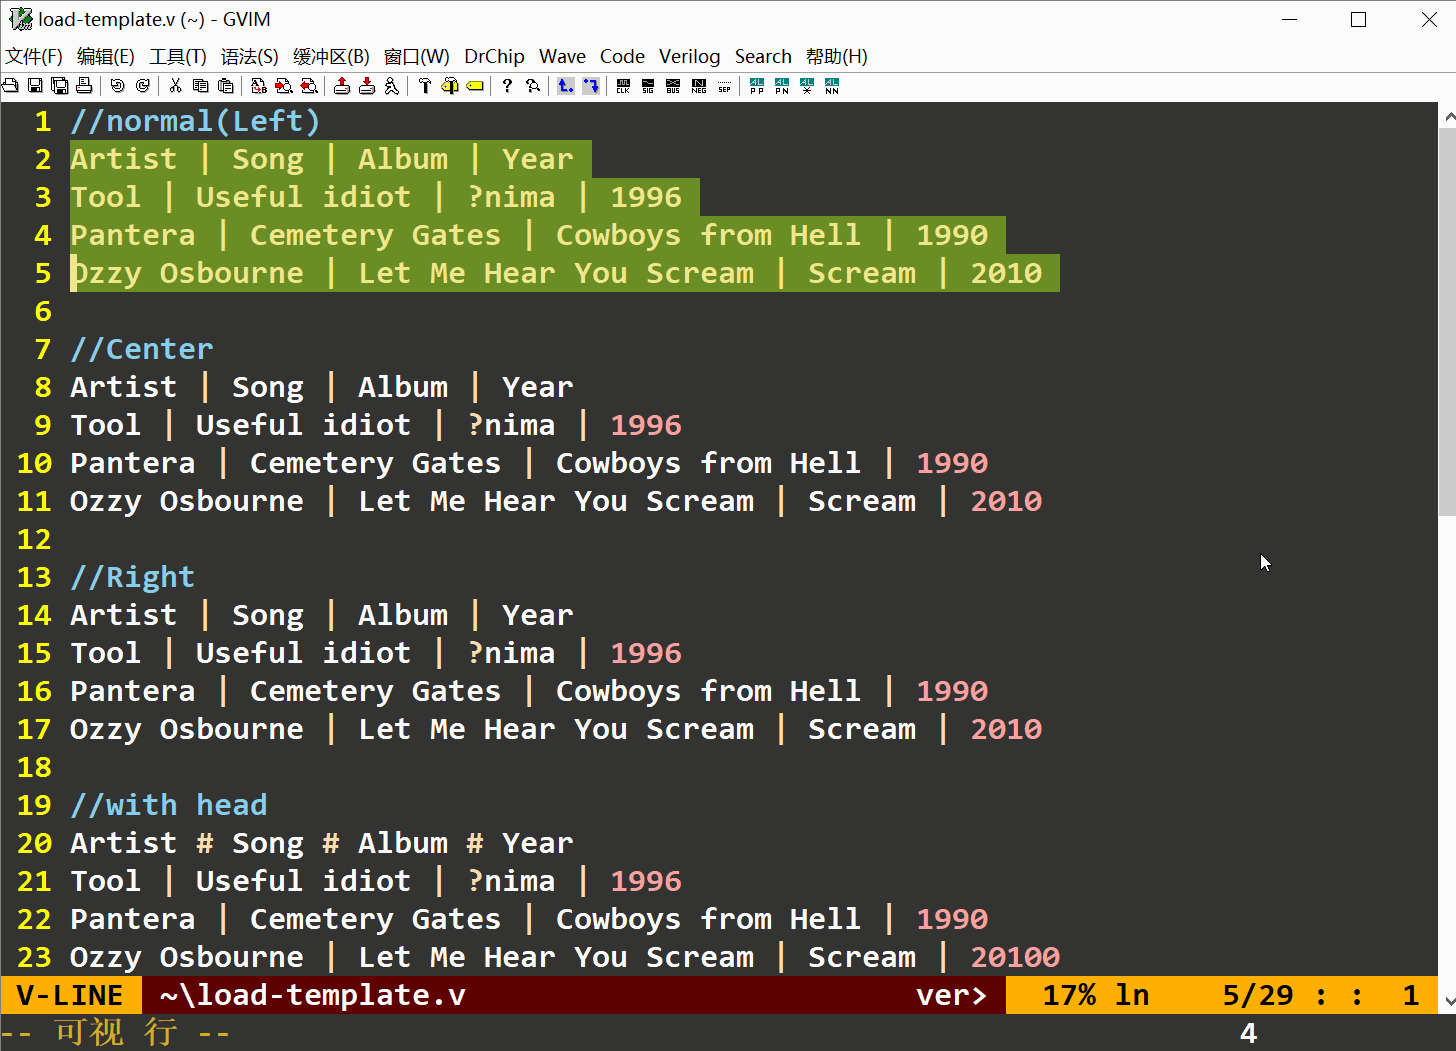 load-template.v (~) - GVIM
文件(F) 编辑(E) 工具(T) 语法(S) 缓冲区(B) 窗口(W) DrChip Wave Code Verilog Search 帮助(H)
CLK SIG BUS NEG SEP
1 //normal(Left)
2 Artist | Song | Album | Year
3 Tool | Useful idiot | ?nima | 1996
4 Pantera | Cemetery Gates | Cowboys from Hell | 1990
5 Ozzy Osbourne | Let Me Hear You Scream | Scream | 2010
6
7 //Center
8 Artist | Song | Album | Year
9 Tool | Useful idiot | ?nima | 1996
10 Pantera | Cemetery Gates | Cowboys from Hell | 1990
11 Ozzy Osbourne | Let Me Hear You Scream | Scream | 2010
12
13 //Right
14 Artist | Song | Album | Year
15 Tool | Useful idiot | ?nima | 1996
16 Pantera | Cemetery Gates | Cowboys from Hell | 1990
17 Ozzy Osbourne | Let Me Hear You Scream | Scream | 2010
18
19 //with head
20 Artist # Song # Album # Year
21 Tool | Useful idiot | ?nima | 1996
22 Pantera | Cemetery Gates | Cowboys from Hell | 1990
23 Ozzy Osbourne | Let Me Hear You Scream | Scream | 20100
V-LINE ~\load-template.v ver> 17% ln 5/29 : : 1
-- 可视 行 -- 4